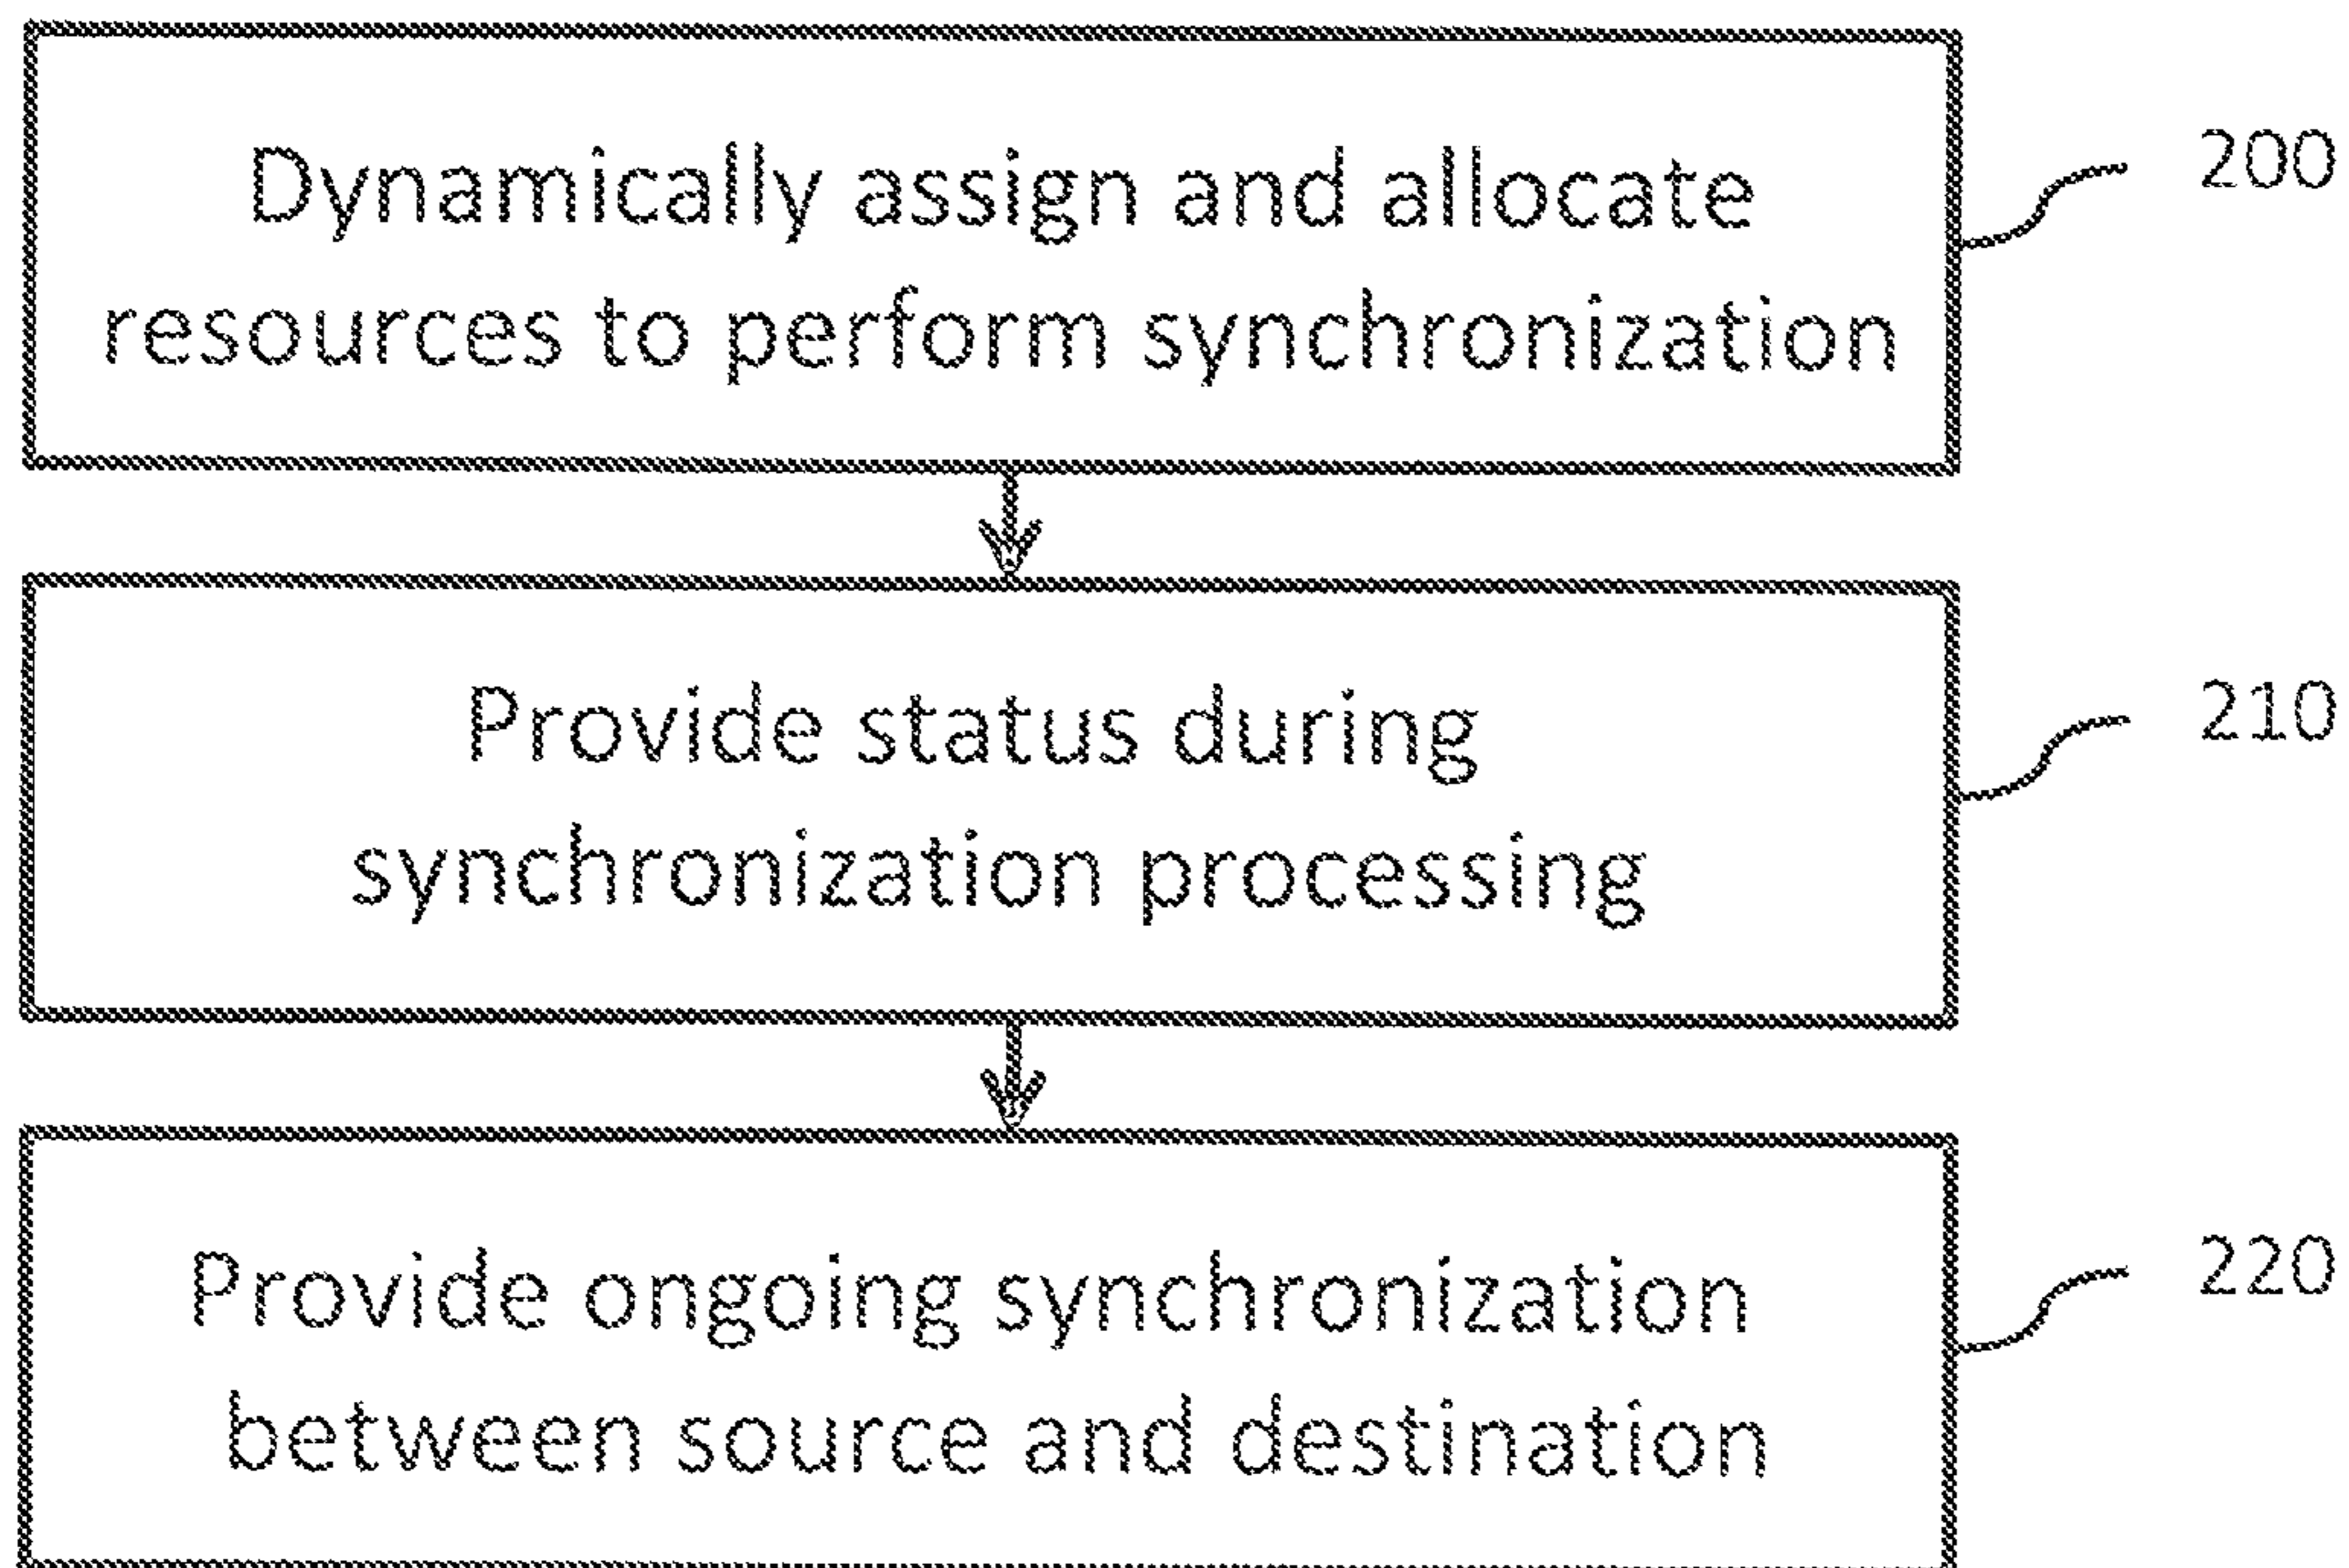 Dynamically assign and allocate
resources to perform synchronization
200
Provide status during
synchronization processing
210
Provide ongoing synchronization
between source and destination
220